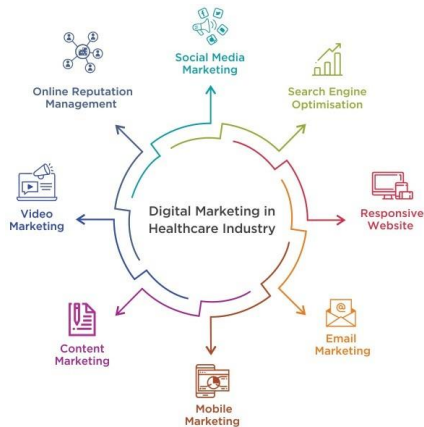 Social Media
Marketing
Online Reputation
Management
Search Engine
Optimisation
Video
Marketing
Digital Marketing in
Healthcare Industry
Responsive
Website
Content
Marketing
Email
Marketing
Mobile
Marketing